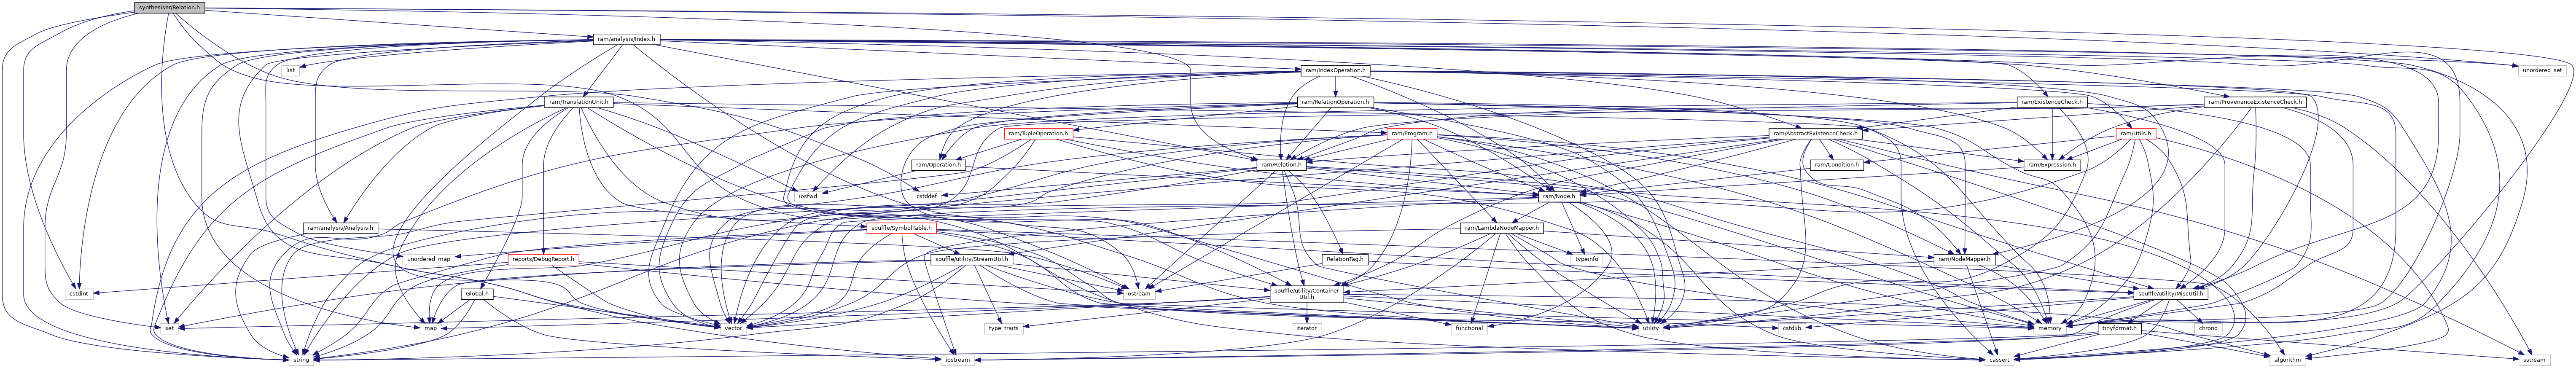 synthesiser/Relation.h
ram/analysis/Index.h
list
ram/IndexOperation.h
unordered_set
ram/TranslationUnit.h
ram/RelationOperation.h
ram/ExistenceCheck.h
ram/ProvenanceExistenceCheck.h
ram/TupleOperation.h
ram/Program.h
ram/AbstractExistenceCheck.h
ram/Utils.h
ram/Operation.h
ram/Relation.h
ram/Condition.h
ram/Expression.h
iosfwd
cstddef
ram/Node.h
ram/analysis/Analysis.h
souffle/SymbolTable.h
ram/LambdaNodeMapper.h
unordered_map
reports/DebugReport.h
souffle/utility/StreamUtil.h
RelationTag.h
typeinfo
ram/NodeMapper.h
cstdint
Global.h
ostream
souffle/utility/Container
Util.h
souffle/utility/MiscUtil.h
set
map
map
vector
type_traits
iterator
functional
utility
cstdlib
memory
tinyformat.h
chrono
string
iostream
cassert
algorithm
sstream